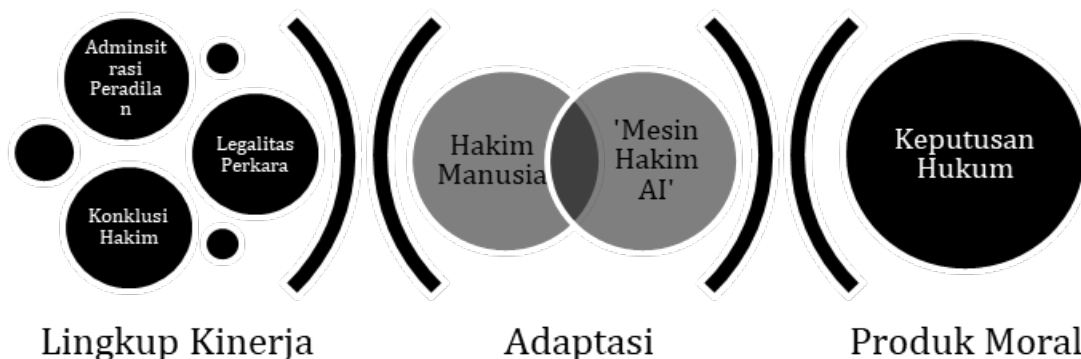 Adminsit
rasi
Peradila
n
Legalitas
Perkara
Konklusi
Hakim
Hakim
Manusia
'Mesin
Hakim
AI'
Keputusan
Hukum
Lingkup Kinerja
Adaptasi
Produk Moral